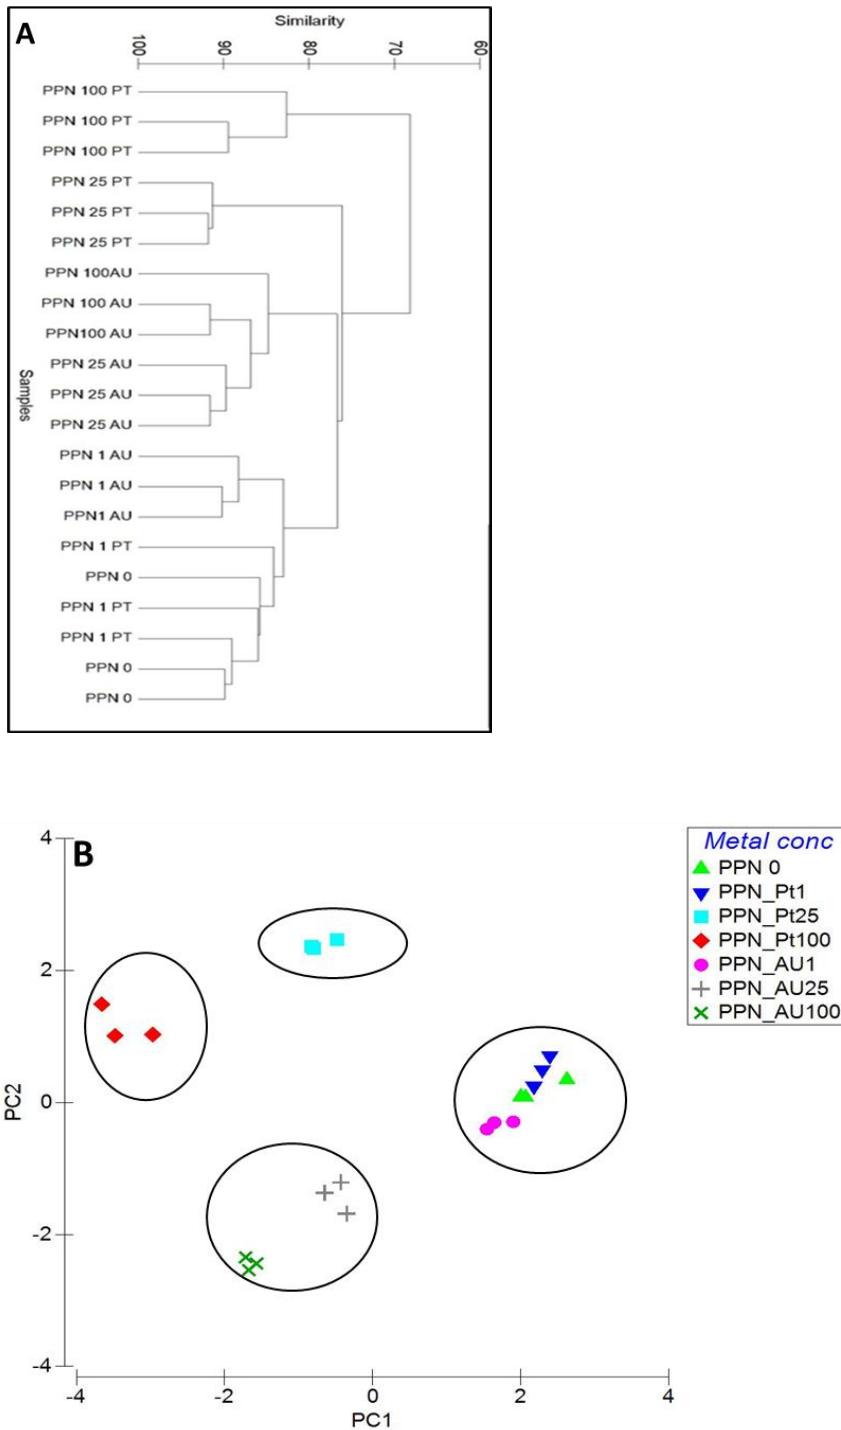 A
Similarity
100 90 80 70 60
PPN 100 PT
PPN 100 PT
PPN 100 PT
PPN 25 PT
PPN 25 PT
PPN 25 PT
PPN 100AU
PPN 100 AU
PPN100 AU
PPN 25 AU
PPN 25 AU
PPN 25 AU
PPN 1 AU
PPN 1 AU
PPN1 AU
PPN 1 PT
PPN 0
PPN 1 PT
PPN 1 PT
PPN 0
PPN 0
Samples
B
4
2
0
-2
-4
PC2
-4 -2 0 2 4
PC1
Metal conc
PPN 0
PPN_Pt1
PPN_Pt25
PPN_Pt100
PPN_AU1
PPN_AU25
PPN_AU100